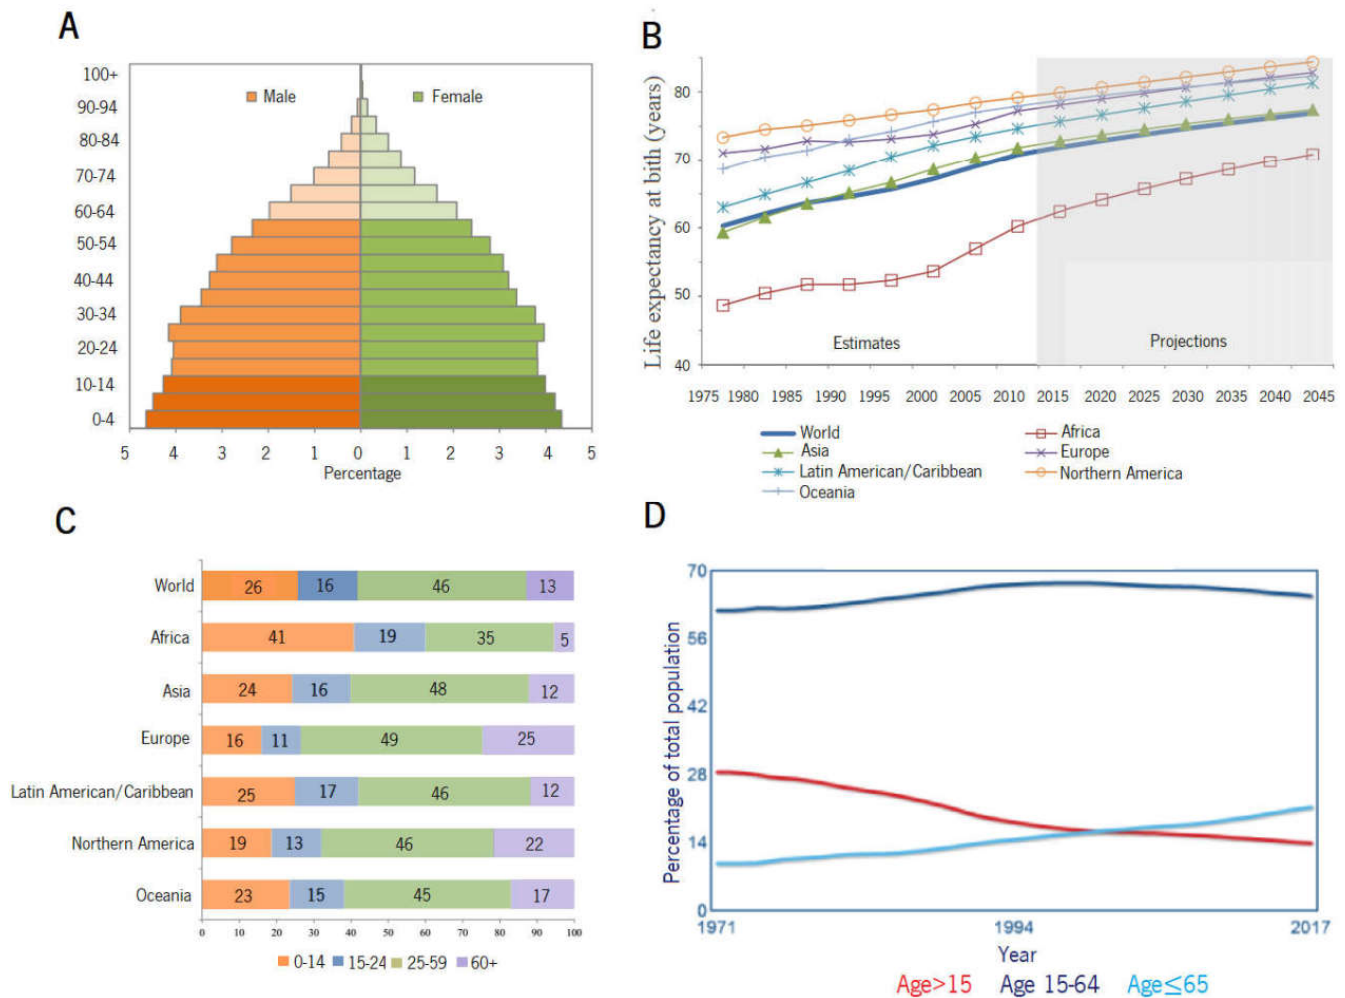 A
100+
90-94
80-84
70-74
60-64
50-54
40-44
30-34
20-24
10-14
0-4
Male
Female
5 4 3 2 1 0 1 2 3 4 5
Percentage
B
Life expectancy at bith (years)
80
70
60
50
40
Estimates
Projections
1975 1980 1985 1990 1995 2000 2005 2010 2015 2020 2025 2030 2035 2040 2045
World
Asia
Latin American/Caribbean
Oceania
Africa
Europe
Northern America
C
World 26 16 46 13
Africa 41 19 35 5
Asia 24 16 48 12
Europe 16 11 49 25
Latin American/Caribbean 25 17 46 12
Northern America 19 13 46 22
Oceania 23 15 45 17
0 10 20 30 40 50 60 70 80 90 100
0-14 15-24 25-59 60+
D
Percentage of total population
70
56
42
28
14
0
1971 1994 2017
Year
Age>15 Age 15-64 Age≤65